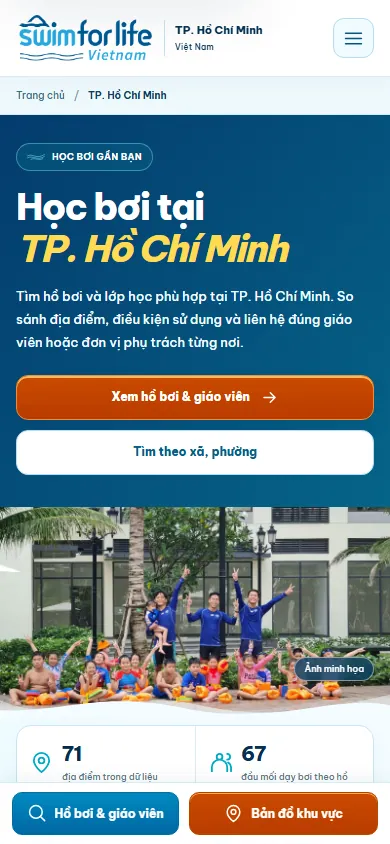 swimforlife
Vietnam
TP. Hồ Chí Minh
Việt Nam
Trang chủ / TP. Hồ Chí Minh
HỌC BƠI GẦN BẠN
Học bơi tại
TP. Hồ Chí Minh
Tìm hồ bơi và lớp học phù hợp tại TP. Hồ Chí Minh. So
sánh địa điểm, điều kiện sử dụng và liên hệ đúng giáo
viên hoặc đơn vị phụ trách từng nơi.
Xem hồ bơi & giáo viên →
Tìm theo xã, phường
Ảnh minh họa
71
địa điểm trong dữ liệu
67
đầu mối dạy bơi theo hồ
Hồ bơi & giáo viên
Bản đồ khu vực